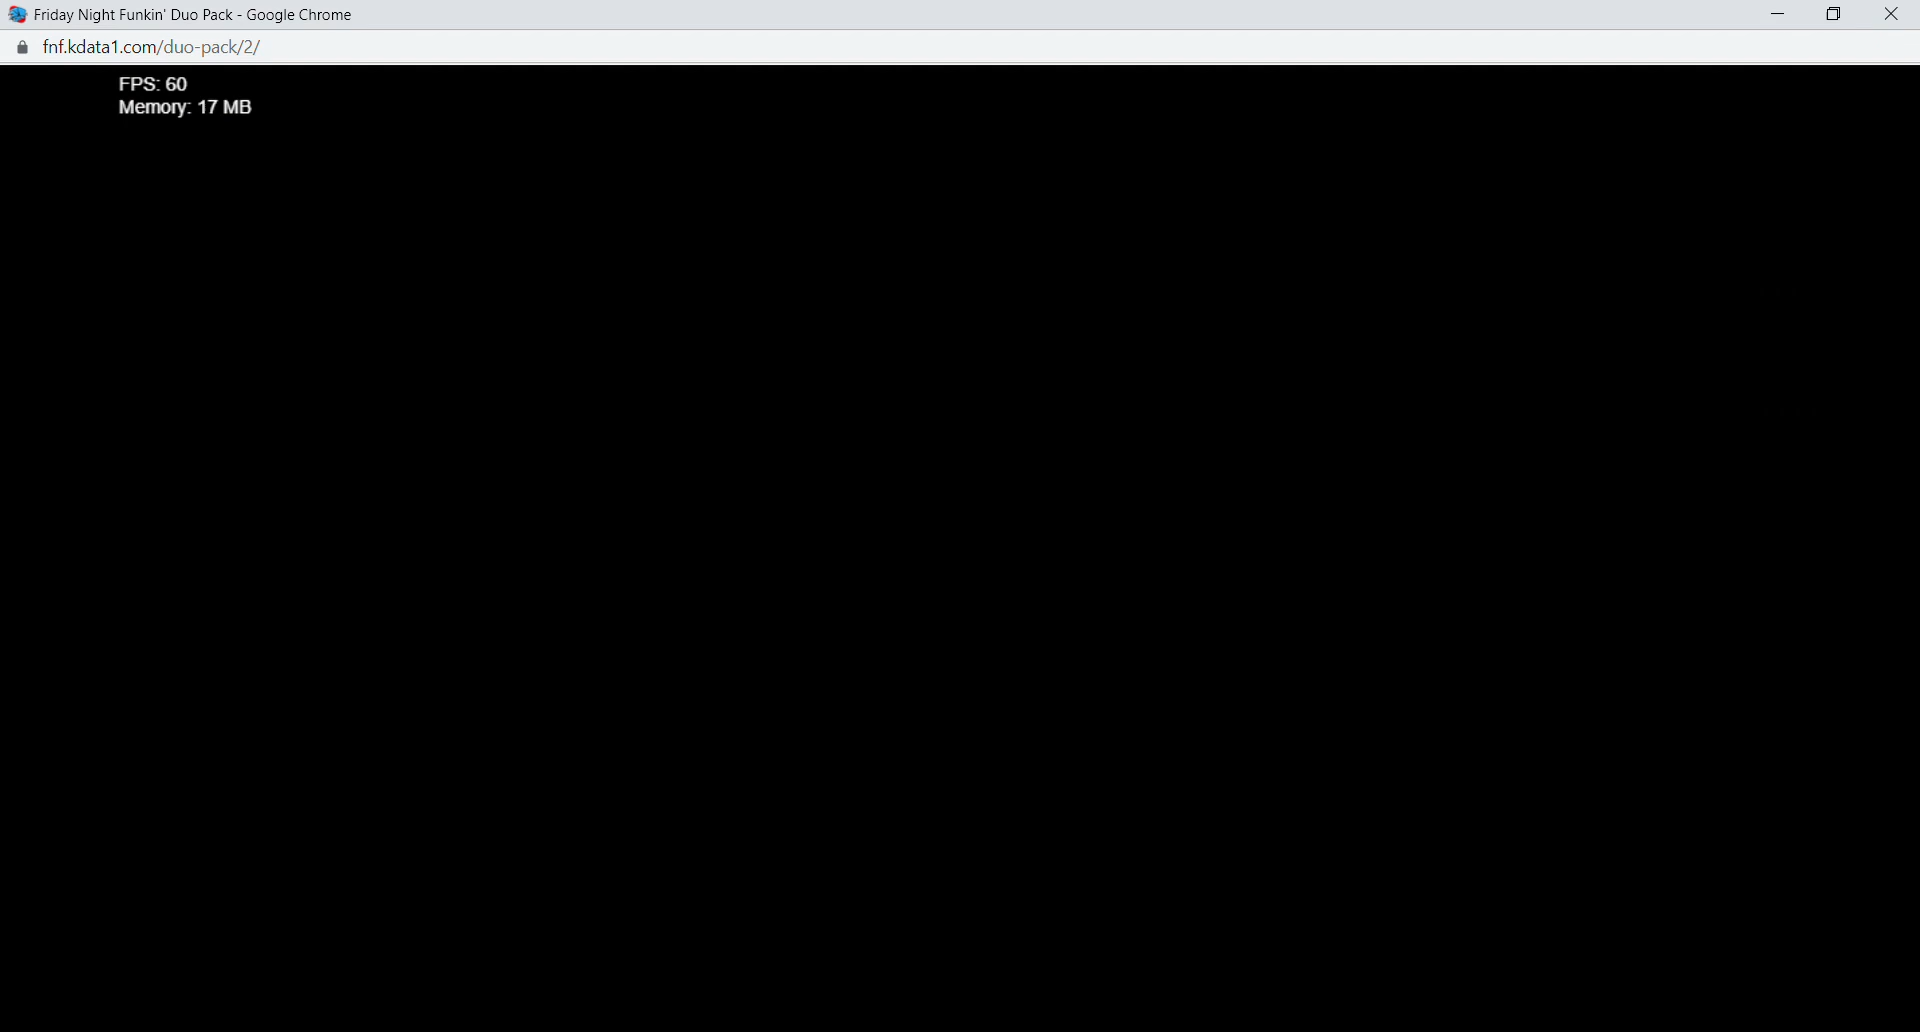 Friday Night Funkin' Duo Pack - Google Chrome
fnf.kdata1.com/duo-pack/2/
FPS: 60
Memory: 17 MB